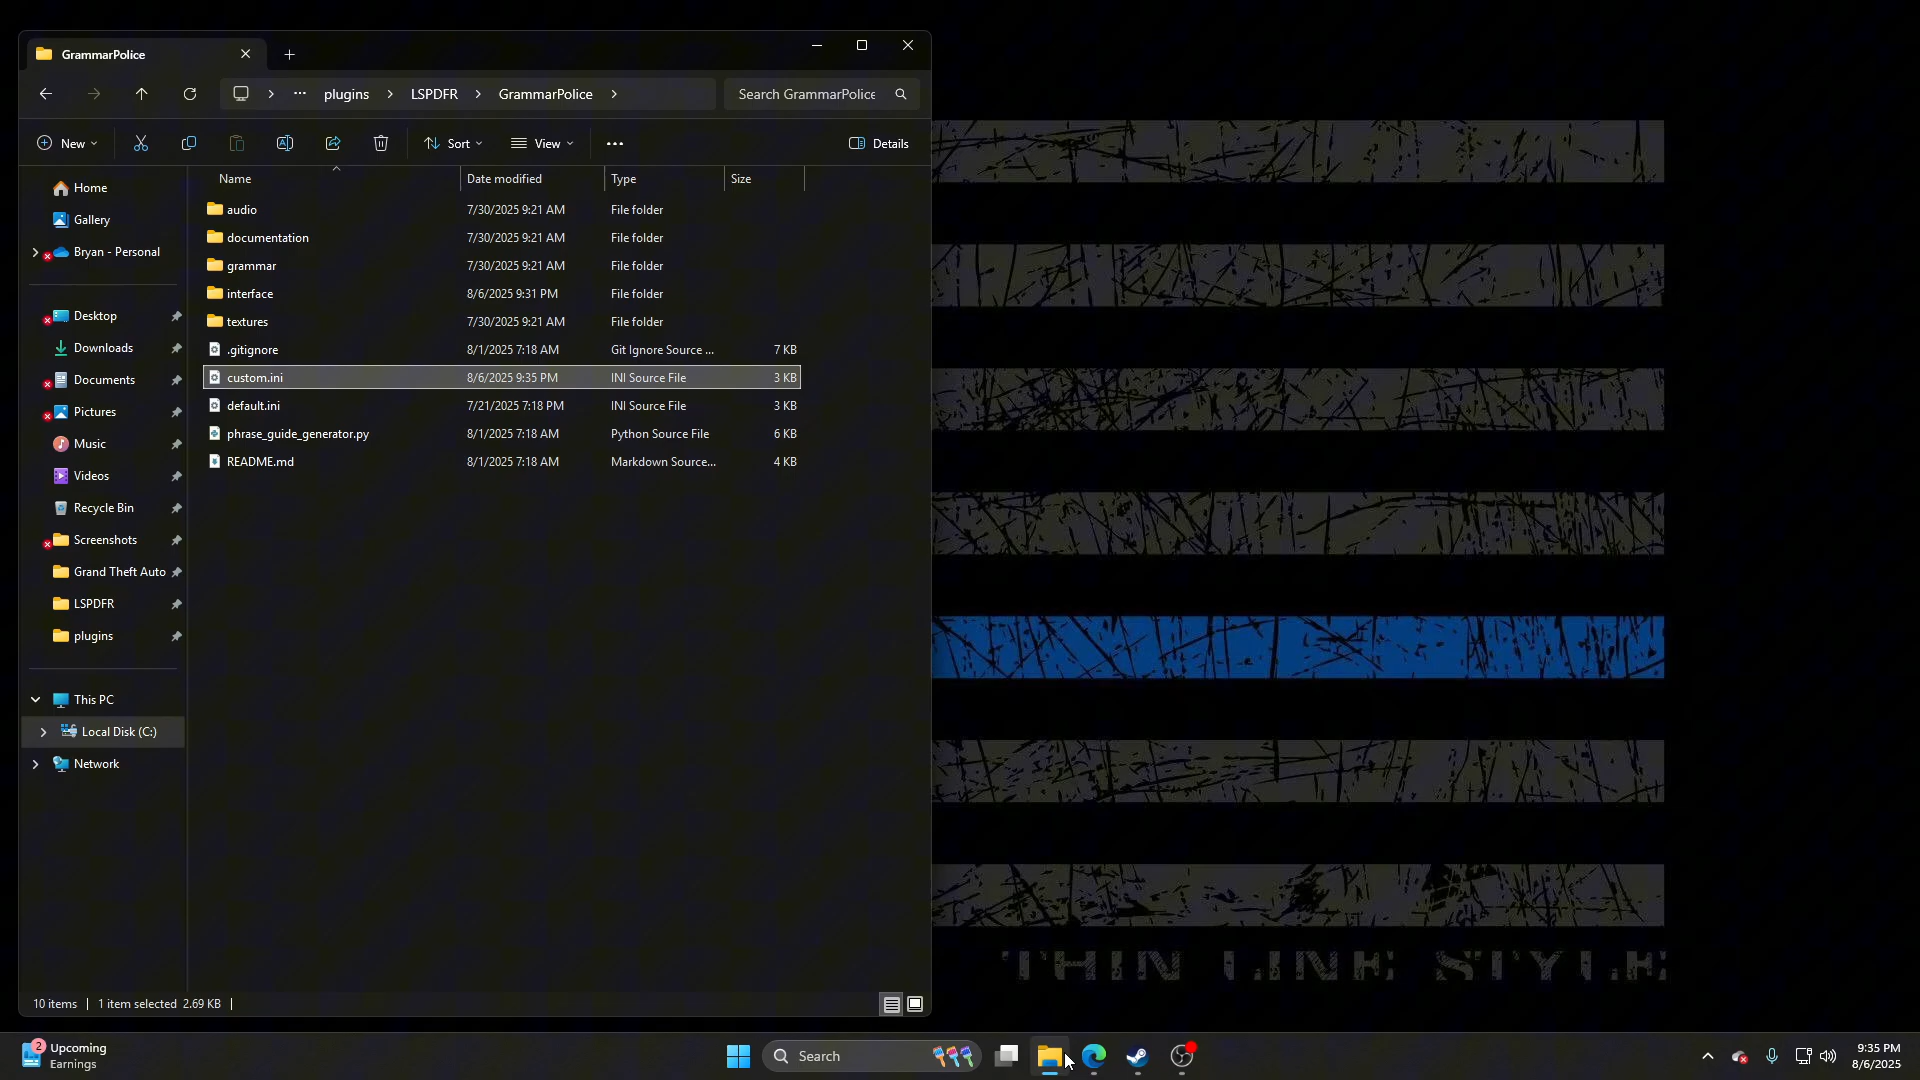 GrammarPolice
plugins LSPDFR GrammarPolice
Search GrammarPolice
New
Sort
View
Details
Name Date modified Type Size
Home
Gallery
Bryan - Personal
Desktop
Downloads
Documents
Pictures
Music
Videos
Recycle Bin
Screenshots
Grand Theft Auto
LSPDFR
plugins
This PC
Local Disk (C:)
Network
audio 7/30/2025 9:21 AM File folder
documentation 7/30/2025 9:21 AM File folder
grammar 7/30/2025 9:21 AM File folder
interface 8/6/2025 9:31 PM File folder
textures 7/30/2025 9:21 AM File folder
.gitignore 8/1/2025 7:18 AM Git Ignore Source ... 7 KB
custom.ini 8/6/2025 9:35 PM INI Source File 3 KB
default.ini 7/21/2025 7:18 PM INI Source File 3 KB
phrase_guide_generator.py 8/1/2025 7:18 AM Python Source File 6 KB
README.md 8/1/2025 7:18 AM Markdown Source... 4 KB
10 items 1 item selected 2.69 KB
THIN LINE STYLE
2
Upcoming
Earnings
Search
9:35 PM
8/6/2025